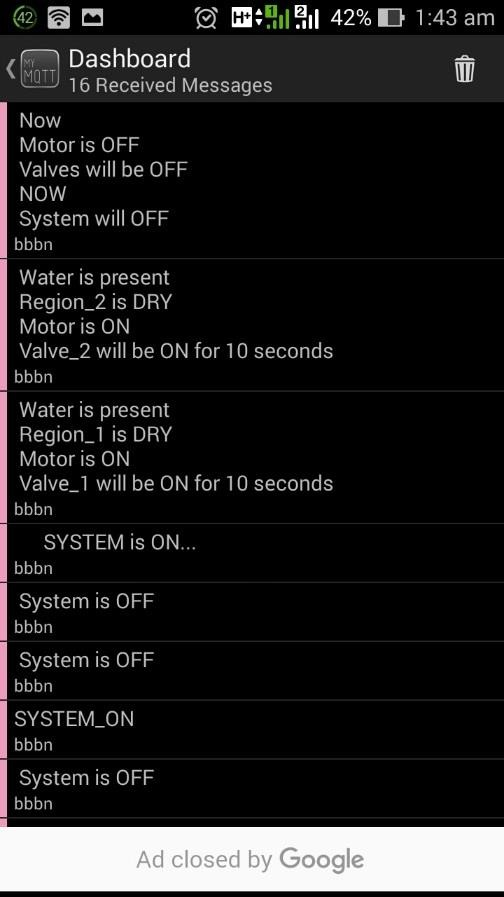 42
H+
1
2
42%
1:43 am
MY
MQTT
Dashboard
16 Received Messages
Now
Motor is OFF
Valves will be OFF
NOW
System will OFF
bbbn
Water is present
Region_2 is DRY
Motor is ON
Valve_2 will be ON for 10 seconds
bbbn
Water is present
Region_1 is DRY
Motor is ON
Valve_1 will be ON for 10 seconds
bbbn
SYSTEM is ON...
bbbn
System is OFF
bbbn
System is OFF
bbbn
SYSTEM_ON
bbbn
System is OFF
bbbn
Ad closed by Google